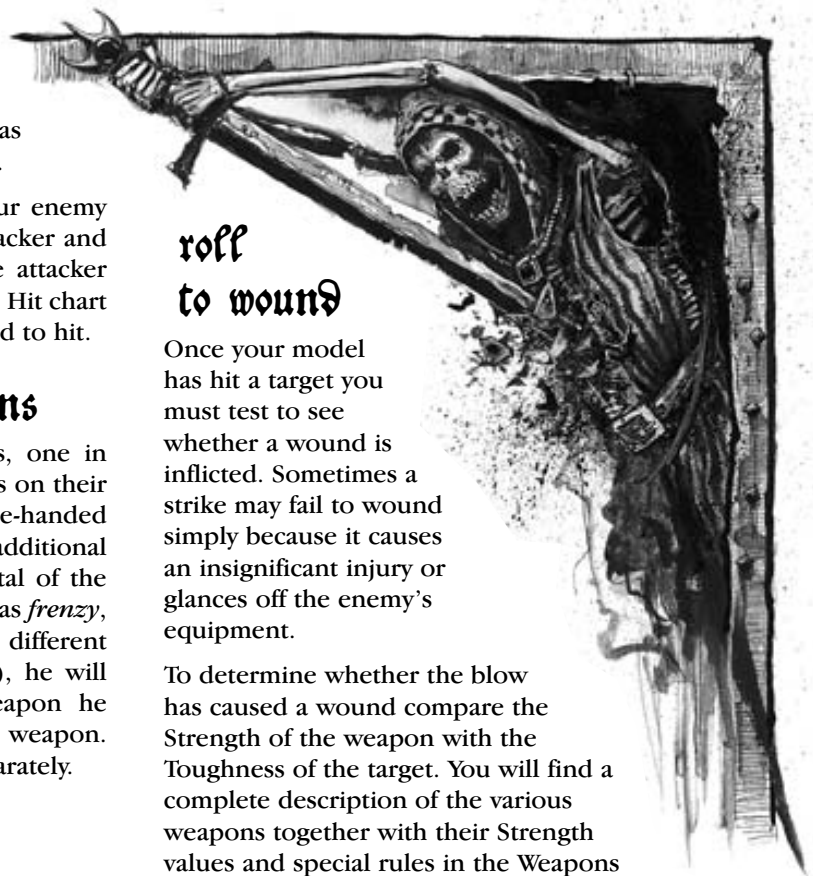 as
.
ur enemy
acker and
e attacker
Hit chart
d to hit.
ns
s, one in
s on their
e-handed
additional
tal of the
as frenzy,
different
), he will
eapon he
weapon.
arately.
roll
to wound
Once your model
has hit a target you
must test to see
whether a wound is
inflicted. Sometimes a
strike may fail to wound
simply because it causes
an insignificant injury or
glances off the enemy’s
equipment.
To determine whether the blow
has caused a wound compare the
Strength of the weapon with the
Toughness of the target. You will find a
complete description of the various
weapons together with their Strength
values and special rules in the Weapons